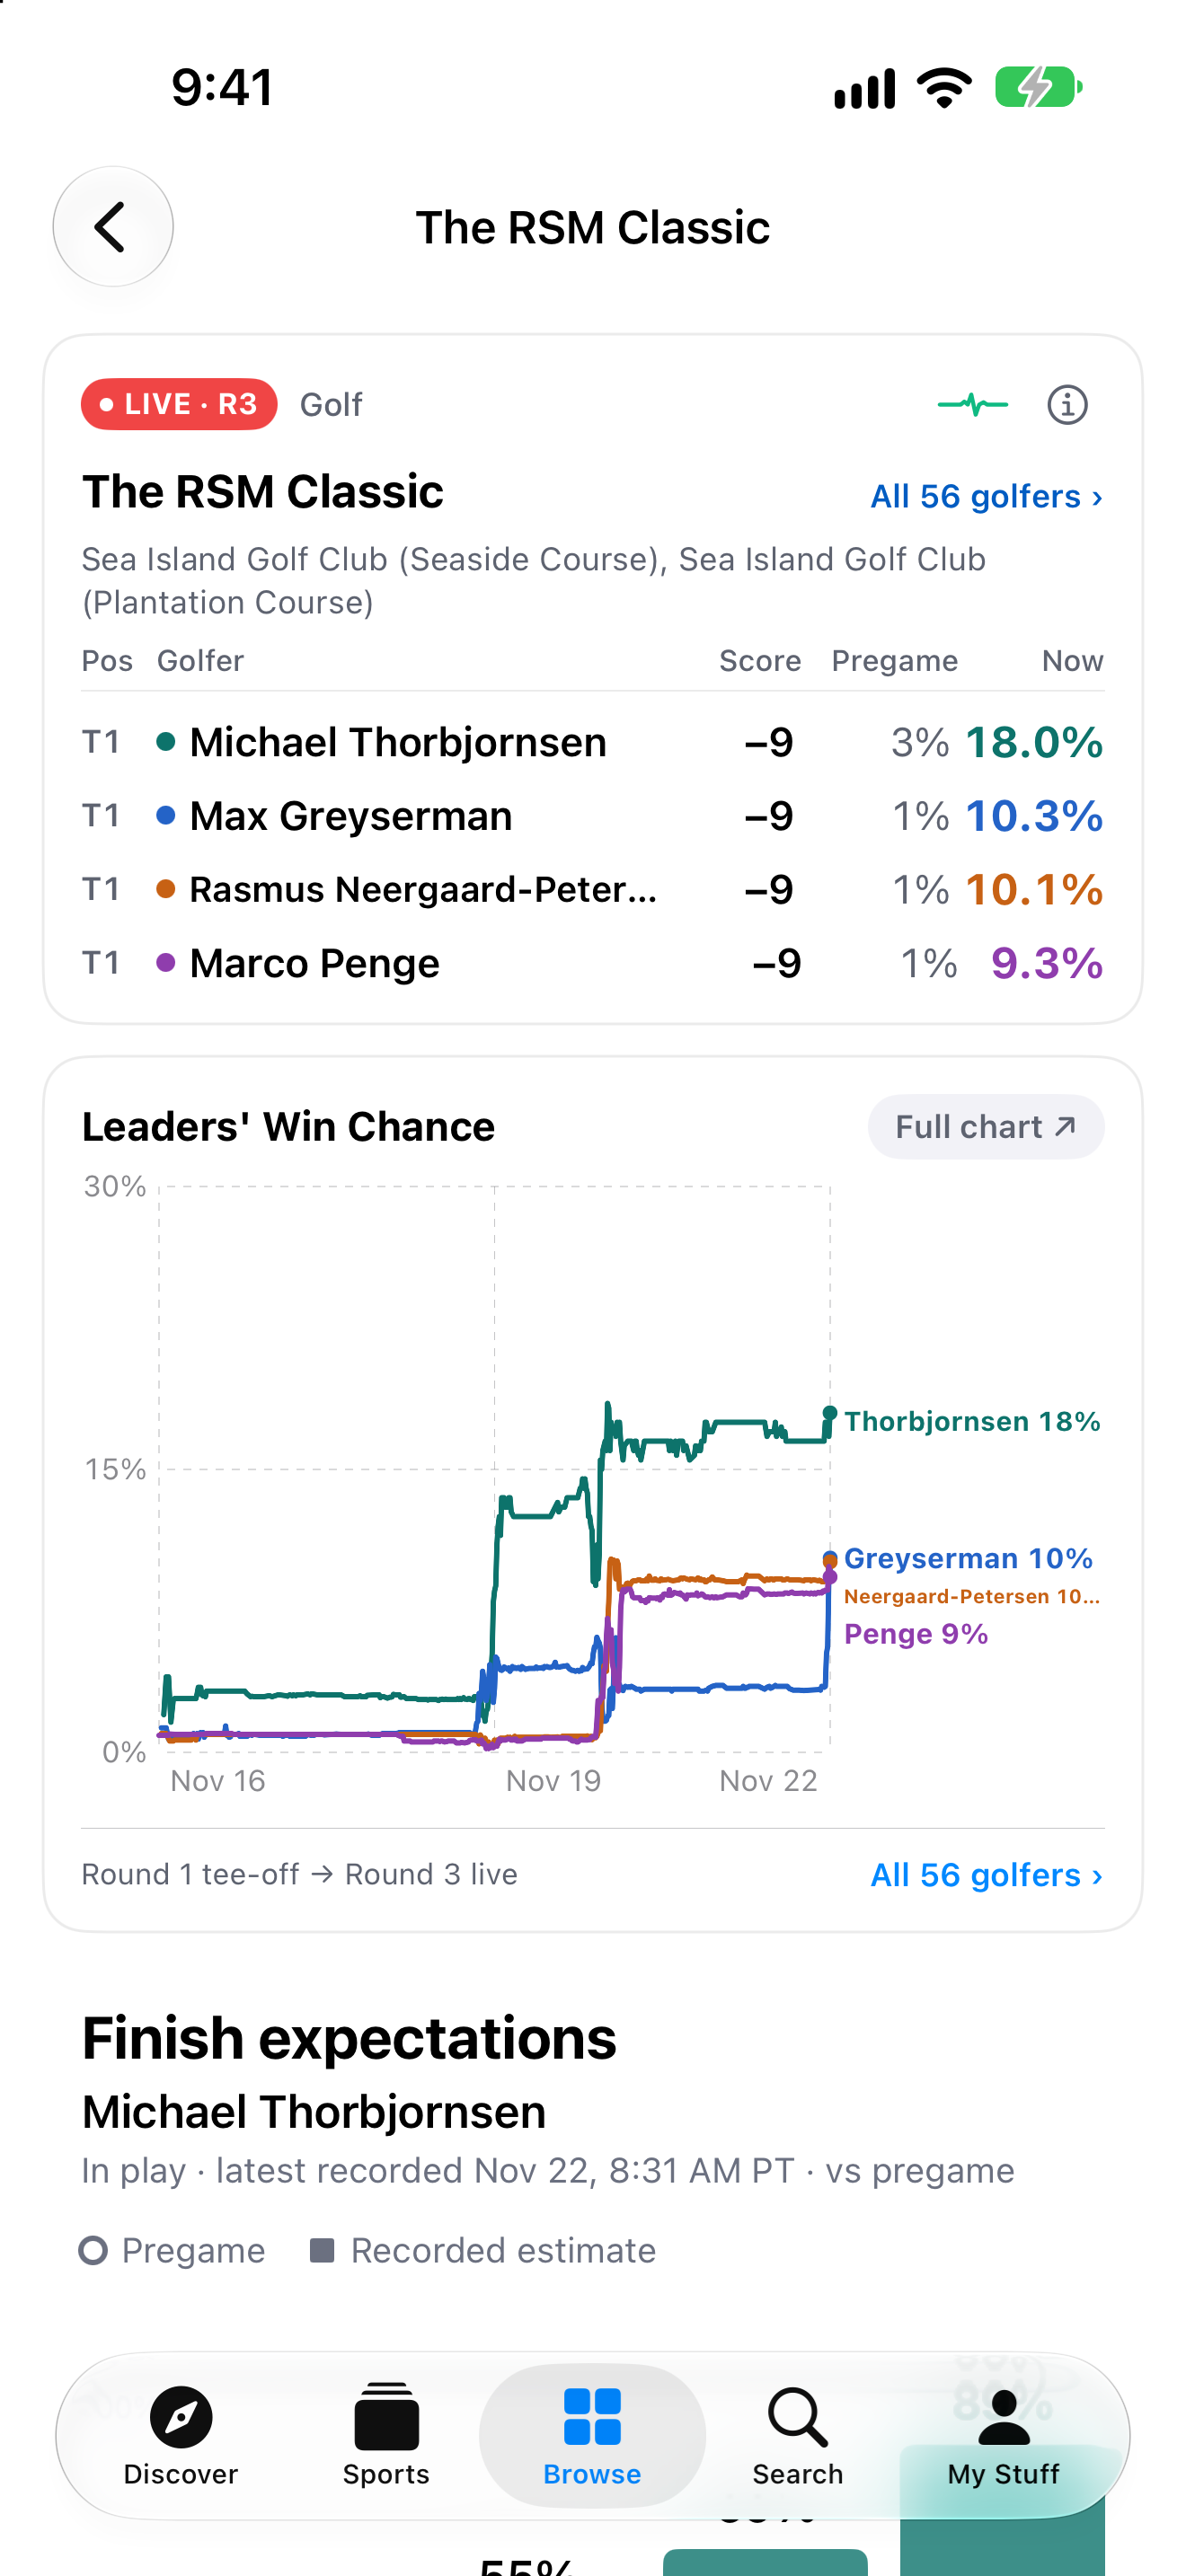 9:41
The RSM Classic
LIVE · R3 Golf
The RSM Classic All 56 golfers ›
Sea Island Golf Club (Seaside Course), Sea Island Golf Club
(Plantation Course)
Pos Golfer Score Pregame Now
T1 Michael Thorbjornsen –9 3% 18.0%
T1 Max Greyserman –9 1% 10.3%
T1 Rasmus Neergaard-Peter... –9 1% 10.1%
T1 Marco Penge –9 1% 9.3%
Leaders' Win Chance Full chart ↗
30%
15%
0%
Thorbjornsen 18%
Greyserman 10%
Neergaard-Petersen 10...
Penge 9%
Nov 16 Nov 19 Nov 22
Round 1 tee-off → Round 3 live All 56 golfers ›
Finish expectations
Michael Thorbjornsen
In play · latest recorded Nov 22, 8:31 AM PT · vs pregame
Pregame Recorded estimate
Discover Sports Browse Search My Stuff
55%